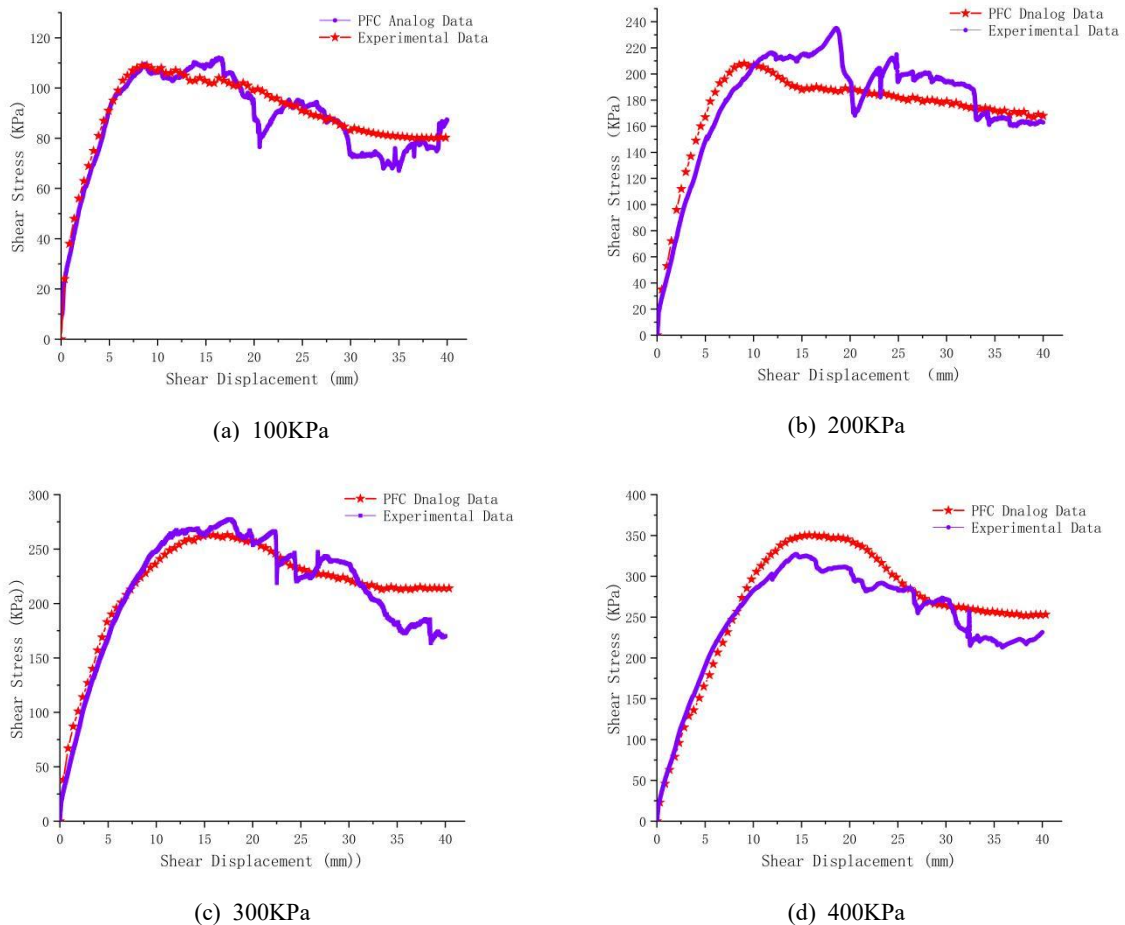 PFC Analog Data
Experimental Data
120
100
80
60
40
20
0
Shear Stress (KPa)
0 5 10 15 20 25 30 35 40
Shear Displacement (mm)
(a) 100KPa
PFC Dnalog Data
Experimental Data
240
220
200
180
160
140
120
100
80
60
40
20
0
Shear Stress (KPa)
0 5 10 15 20 25 30 35 40
Shear Displacement (mm)
(b) 200KPa
PFC Dnalog Data
Experimental Data
300
250
200
150
100
50
0
Shear Stress (KPa))
0 5 10 15 20 25 30 35 40
Shear Displacement (mm))
(c) 300KPa
PFC Dnalog Data
Experimental Data
400
350
300
250
200
150
100
50
0
Shear Stress (KPa)
0 5 10 15 20 25 30 35 40
Shear Displacement (mm)
(d) 400KPa